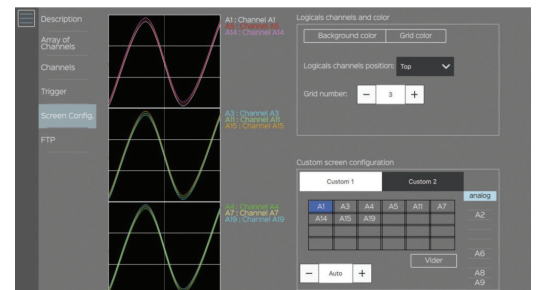 Description
Array of
Channels
Channels
Trigger
Screen Config.
FTP
A1 : Channel A1
A5 : Channel A5
A14 : Channel A14
A3 : Channel A3
A11 : Channel A11
A15 : Channel A15
A4 : Channel A4
A7 : Channel A7
A19 : Channel A19
Logicals channels and color
Background color
Grid color
Logicals channels position:
Top
Grid number:
−
3
+
Custom screen configuration
Custom 1
Custom 2
A1 A3 A4 A5 A11 A7
A14 A15 A19
Vider
−
Auto
+
analog
A2
A6
A8
A9